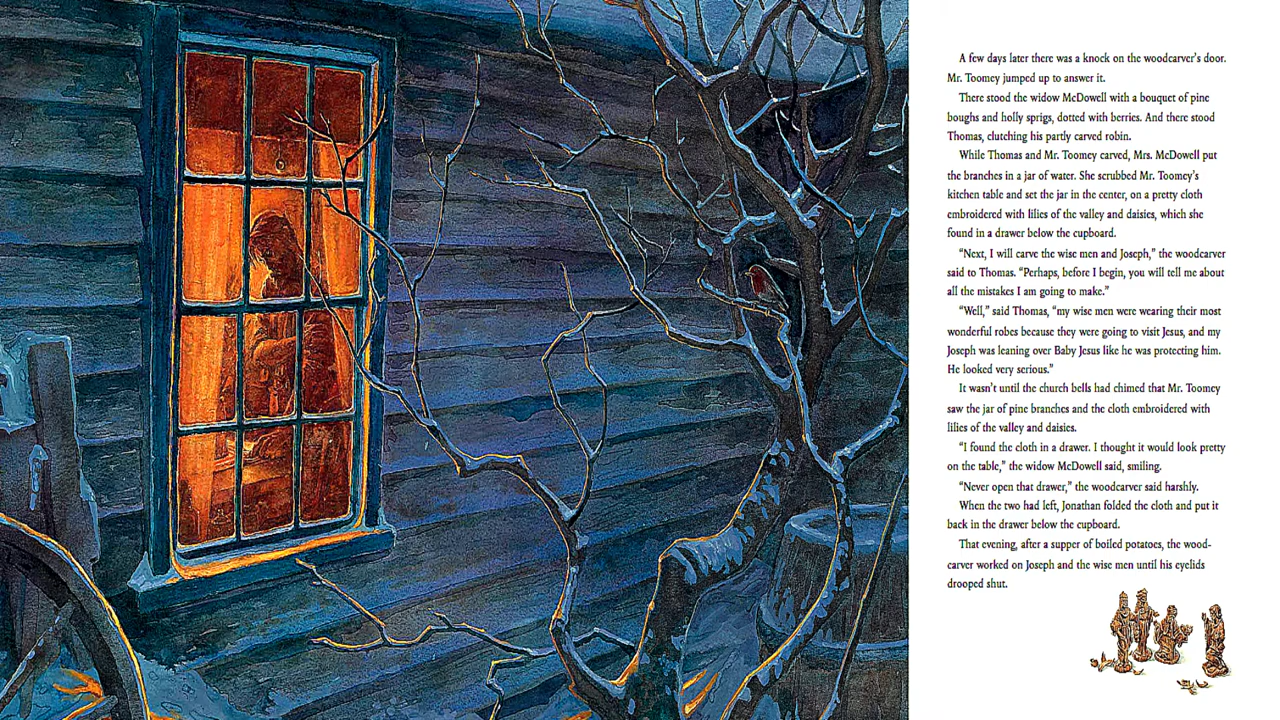 A few days later there was a knock on the woodcarver's door.
Mr. Toomey jumped up to answer it.
There stood the widow McDowell with a bouquet of pine
boughs and holly sprigs, dotted with berries. And there stood
Thomas, clutching his partly carved robin.
While Thomas and Mr. Toomey carved, Mrs. McDowell put
the branches in a jar of water. She scrubbed Mr. Toomey's
kitchen table and set the jar in the center, on a pretty cloth
embroidered with lilies of the valley and daisies, which she
found in a drawer below the cupboard.
“Next, I will carve the wise men and Joseph,” the woodcarver
said to Thomas. “Perhaps, before I begin, you will tell me about
all the mistakes I am going to make.”
“Well,” said Thomas, “my wise men were wearing their most
wonderful robes because they were going to visit Jesus, and my
Joseph was leaning over Baby Jesus like he was protecting him.
He looked very serious.”
It wasn't until the church bells had chimed that Mr. Toomey
saw the jar of pine branches and the cloth embroidered with
lilies of the valley and daisies.
“I found the cloth in a drawer. I thought it would look pretty
on the table,” the widow McDowell said, smiling.
“Never open that drawer,” the woodcarver said harshly.
When the two had left, Jonathan folded the cloth and put it
back in the drawer below the cupboard.
That evening, after a supper of boiled potatoes, the wood-
carver worked on Joseph and the wise men until his eyelids
drooped shut.